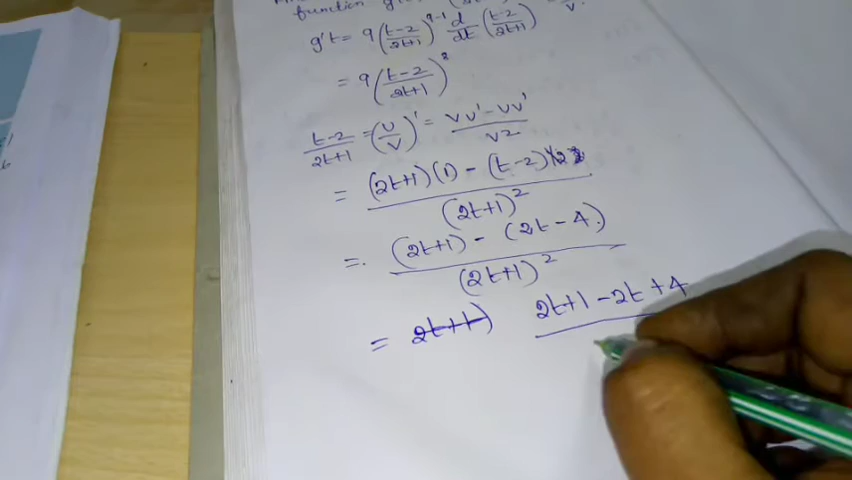 function g
g't = 9(t-2/2t+1)^9-1 d/dt (t-2/2t+1)
= 9(t-2/2t+1)^8
t-2/2t+1 = (u/v)' = vu' - uv'/v2
= (2t+1)(1) - (t-2)2/(2t+1)^2
=. (2t+1) - (2t-4)/(2t+1)^2
= 2t+1) 2t+1-2t+4